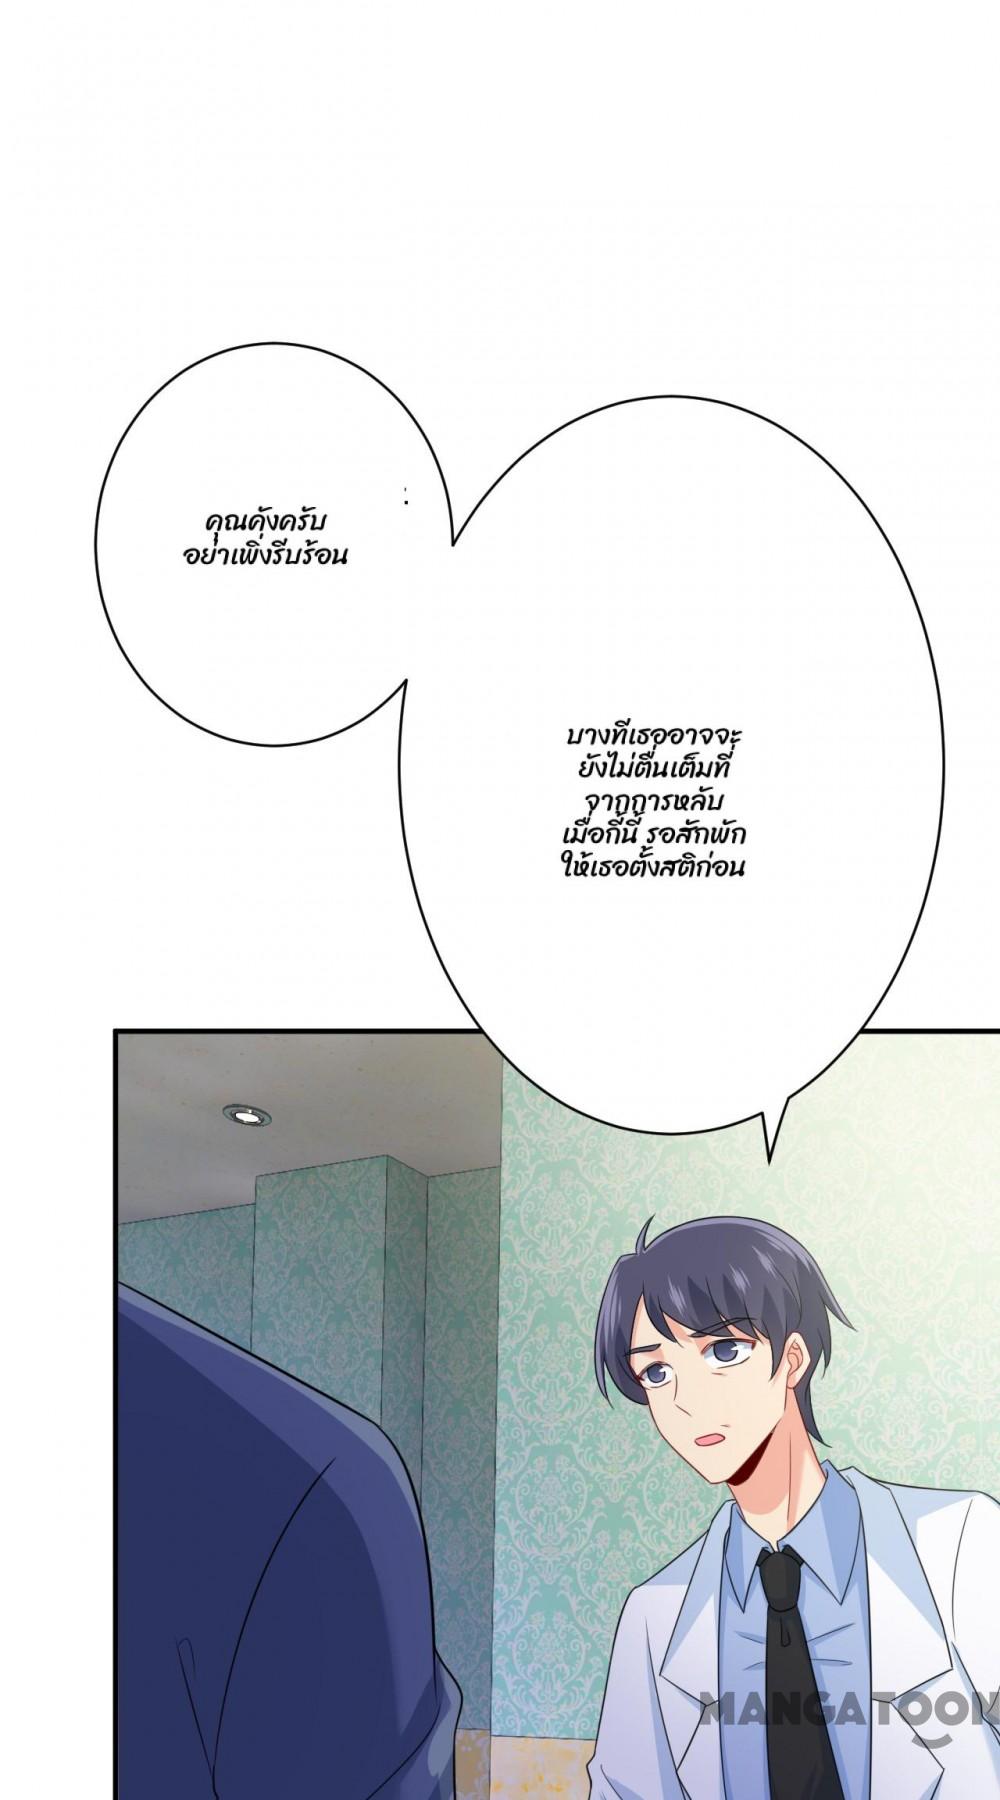 คุณคังครับ
อย่าเพิ่งรีบร้อน
บางทีเธออาจจะ
ยังไม่ตื่นเต็มที่
จากการหลับ
เมื่อกี้นี้ รอสักพัก
ให้เธอตั้งสติก่อน
MANGATOON